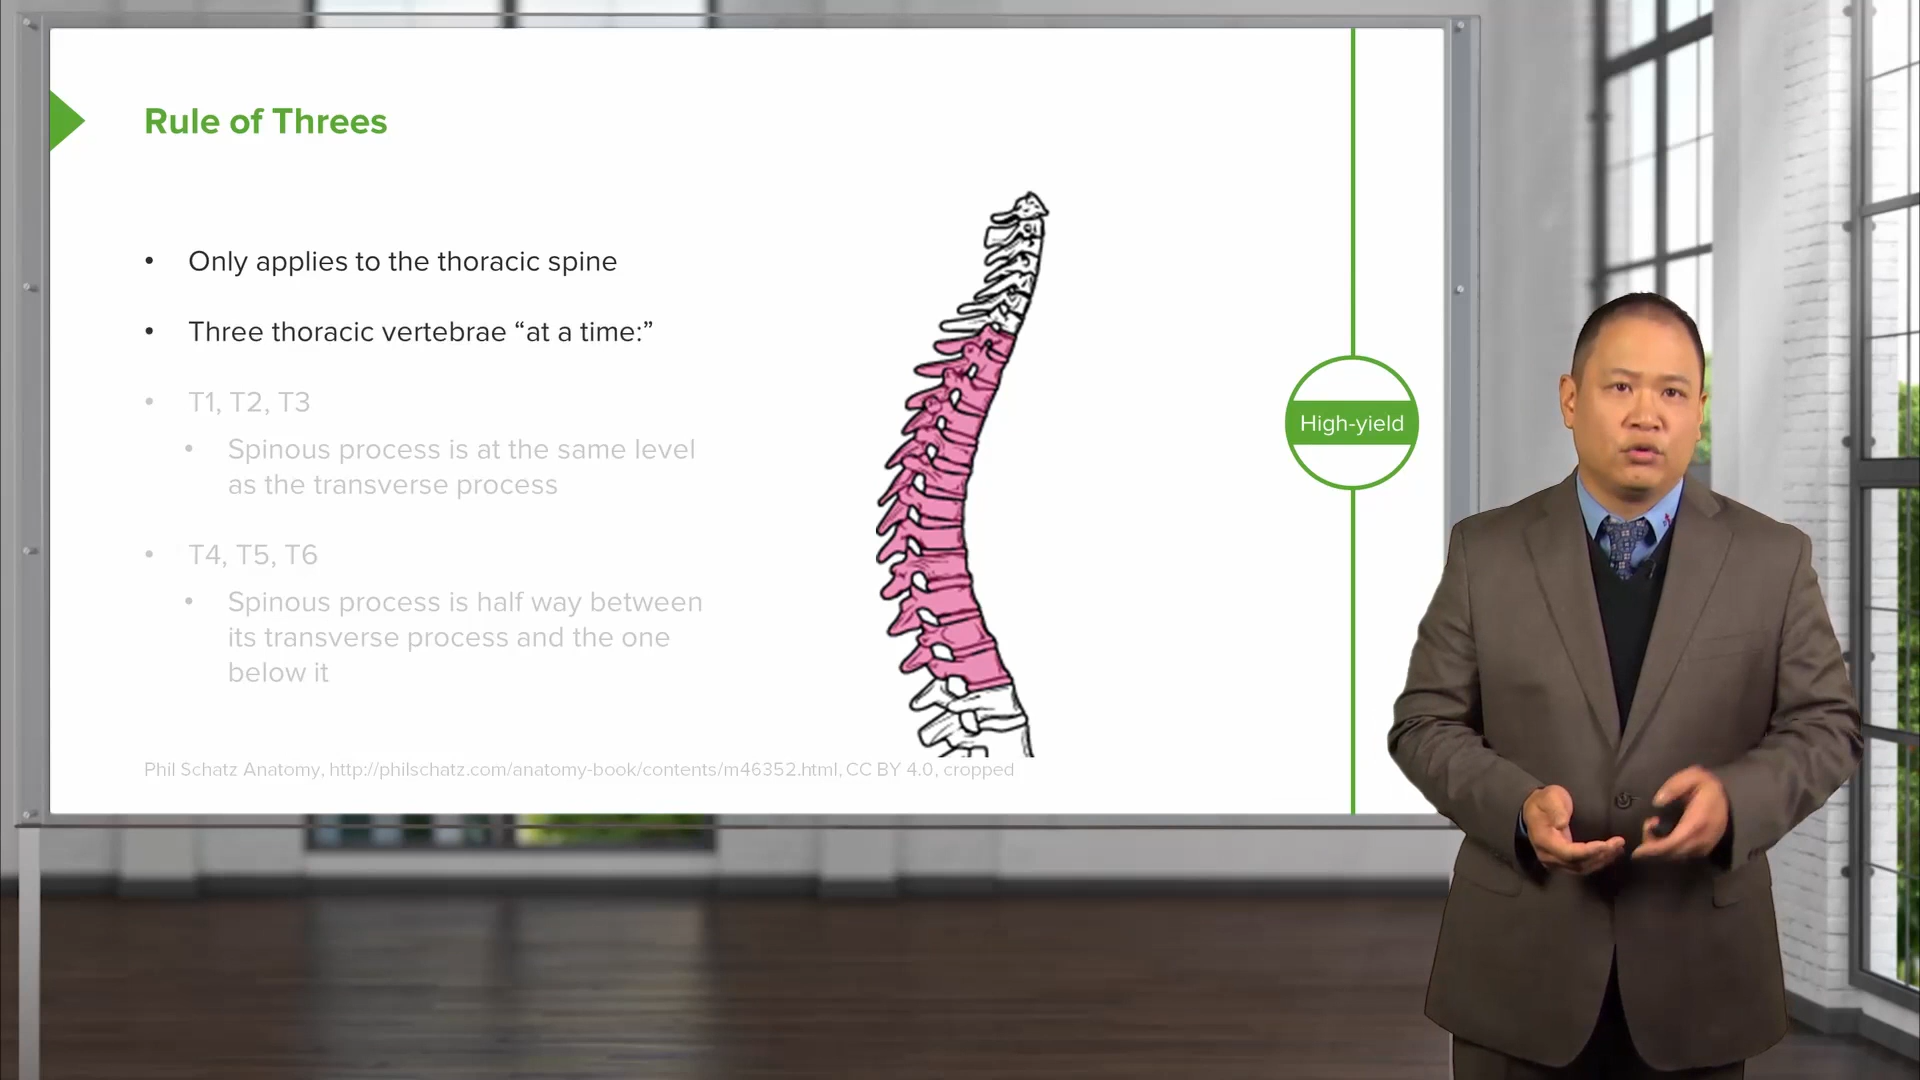 Rule of Threes
• Only applies to the thoracic spine
• Three thoracic vertebrae “at a time:”
• T1, T2, T3
• Spinous process is at the same level
as the transverse process
• T4, T5, T6
• Spinous process is half way between
its transverse process and the one
below it
Phil Schatz Anatomy, http://philschatz.com/anatomy-book/contents/m46352.html, CC BY 4.0, cropped
High-yield